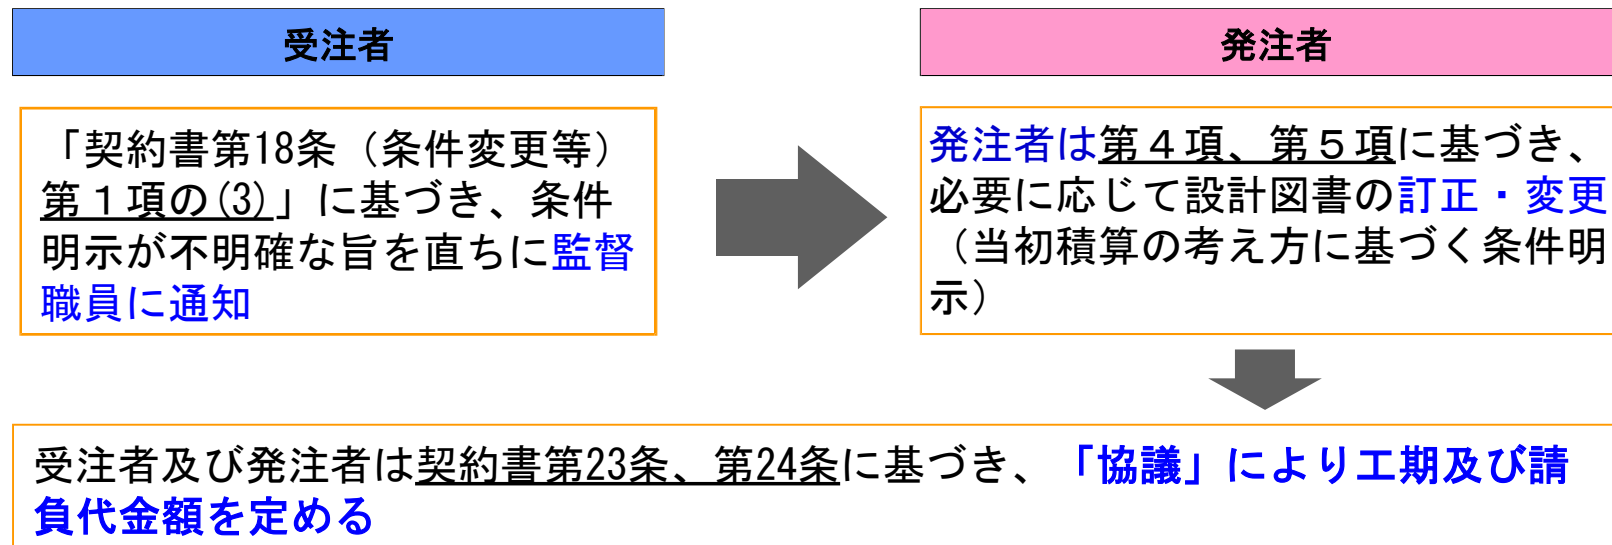 受注者
発注者
「契約書第18条（条件変更等）
第１項の(3)」に基づき、条件
明示が不明確な旨を直ちに監督
職員に通知
発注者は第４項、第５項に基づき、
必要に応じて設計図書の訂正・変更
（当初積算の考え方に基づく条件明
示）
受注者及び発注者は契約書第23条、第24条に基づき、「協議」により工期及び請
負代金額を定める